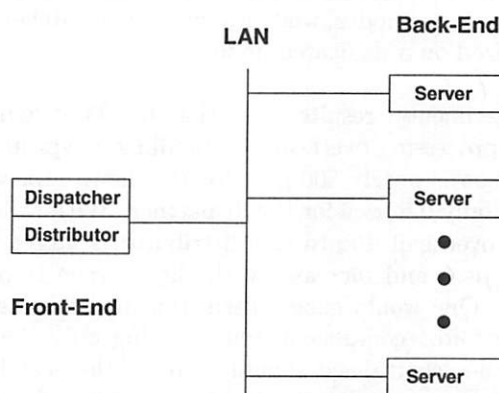 Back-End
LAN
Server
Server
Dispatcher
Distributor
Front-End
Server